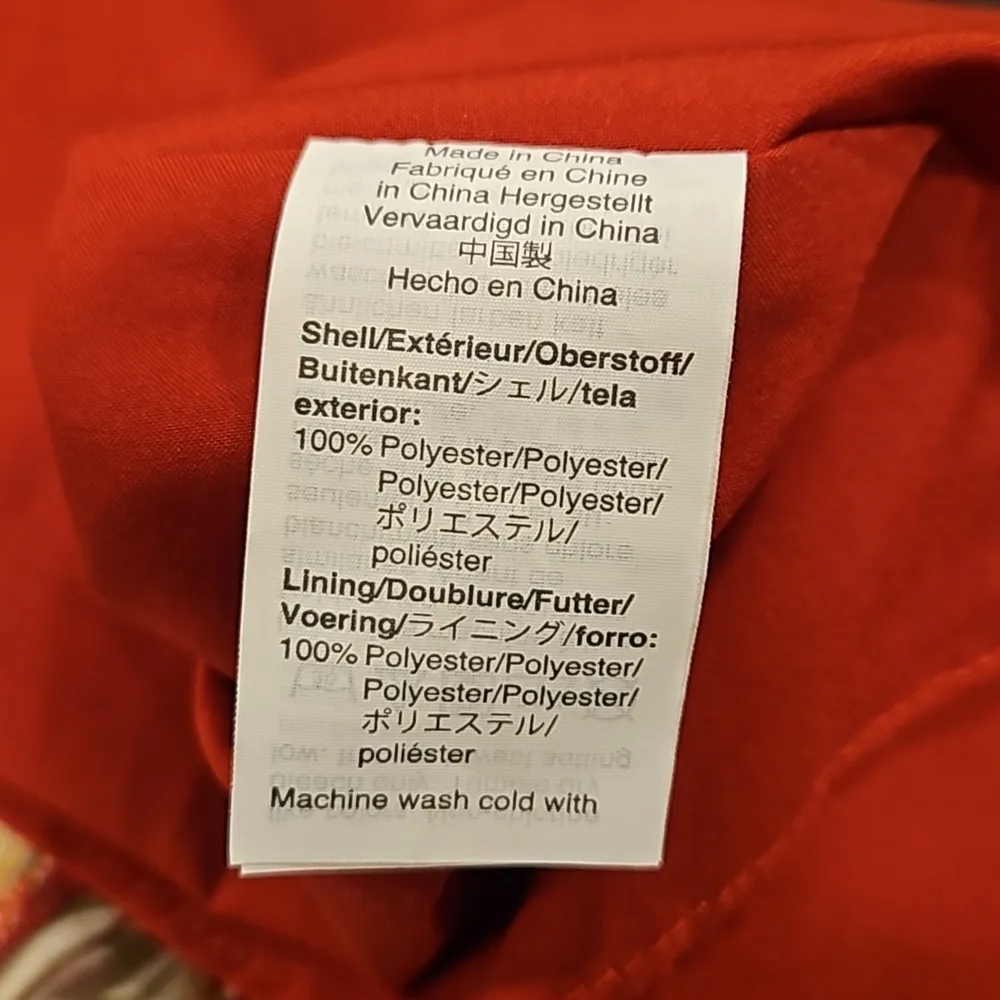 Made in China
Fabriqué en Chine
in China Hergestellt
Vervaardigd in China
中国製
Hecho en China
Shell/Extérieur/Oberstoff/
Buitenkant/シェル/tela
exterior:
100% Polyester/Polyester/
Polyester/Polyester/
ポリエステル/
poliéster
Lining/Doublure/Futter/
Voering/ライニング/forro:
100% Polyester/Polyester/
Polyester/Polyester/
ポリエステル/
poliéster
Machine wash cold with